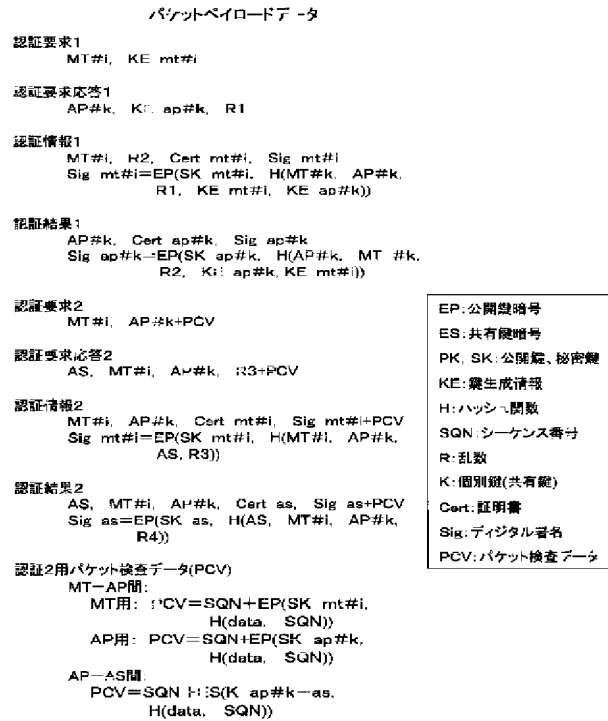 パケットペイロードデータ
認証要求1
MT#i, KE mt#i
認証要求応答1
AP#k, ap#k, R1
認証情報1
MT#i, R2, Cert mt#i, Sig mt#i
Sig mt#i=EP(SK mt#i, H(MT#k, AP#k,
R1, KE mt#i, KE ap#k))
認証結果1
AP#k, Cert ap#k, Sig ap#k
Sig ap#k=EP(SK ap#k, H(AP#k, MT #k,
R2, ap#k, KE mt#i))
認証要求2
MT#i, AP#k+PCV
認証要求応答2
AS, MT#i, AP#k, R3+PCV
認証情報2
MT#i, AP#k, Cert mt#i, Sig mt#i+PCV
Sig mt#i=EP(SK mt#i, H(MT#i, AP#k,
AS, R3))
認証結果2
AS, MT#i, AP#k, Cert as, Sig as+PCV
Sig as=EP(SK as, H(AS, MT#i, AP#k,
R4))
認証2用パケット検査データ(PCV)
MT-AP間:
MT用: PCV=SQN+EP(SK mt#i,
H(data, SQN))
AP用: PCV=SQN+EP(SK ap#k,
H(data, SQN))
AP-AS間:
PCV=SQN ap#k-as,
H(data, SQN))
EP:公開鍵暗号
ES:共有鍵暗号
PK, SK:公開鍵、秘密鍵
KE:鍵生成情報
H:ハッシュ関数
SQN:シーケンス番号
R:乱数
K:個別鍵(共有鍵)
Cert:証明書
Sig:ディジタル署名
PCV:パケット検査データ